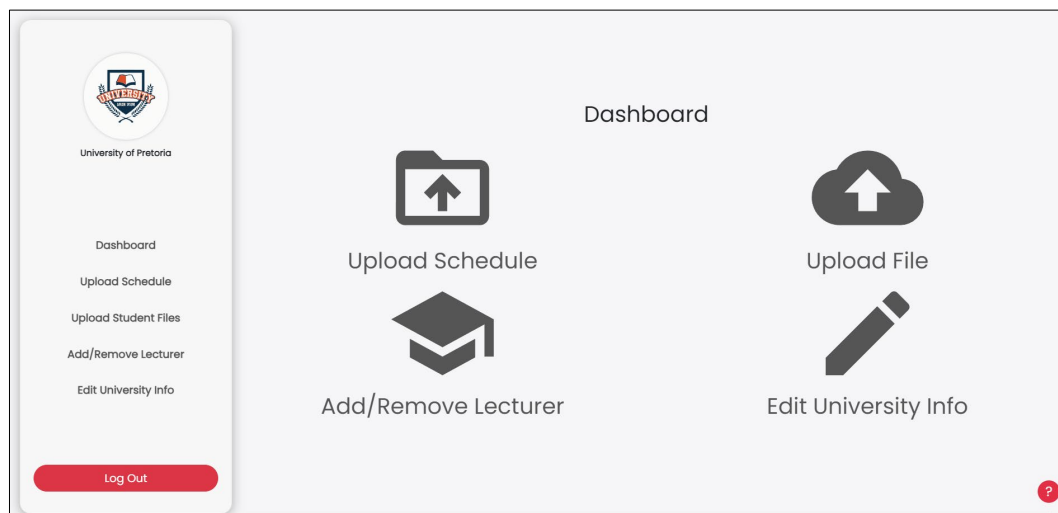 UNIVERSITY
University of Pretoria
Dashboard
Upload Schedule
Upload Student Files
Add/Remove Lecturer
Edit University Info
Log Out
Dashboard
Upload Schedule
Upload File
Add/Remove Lecturer
Edit University Info
?